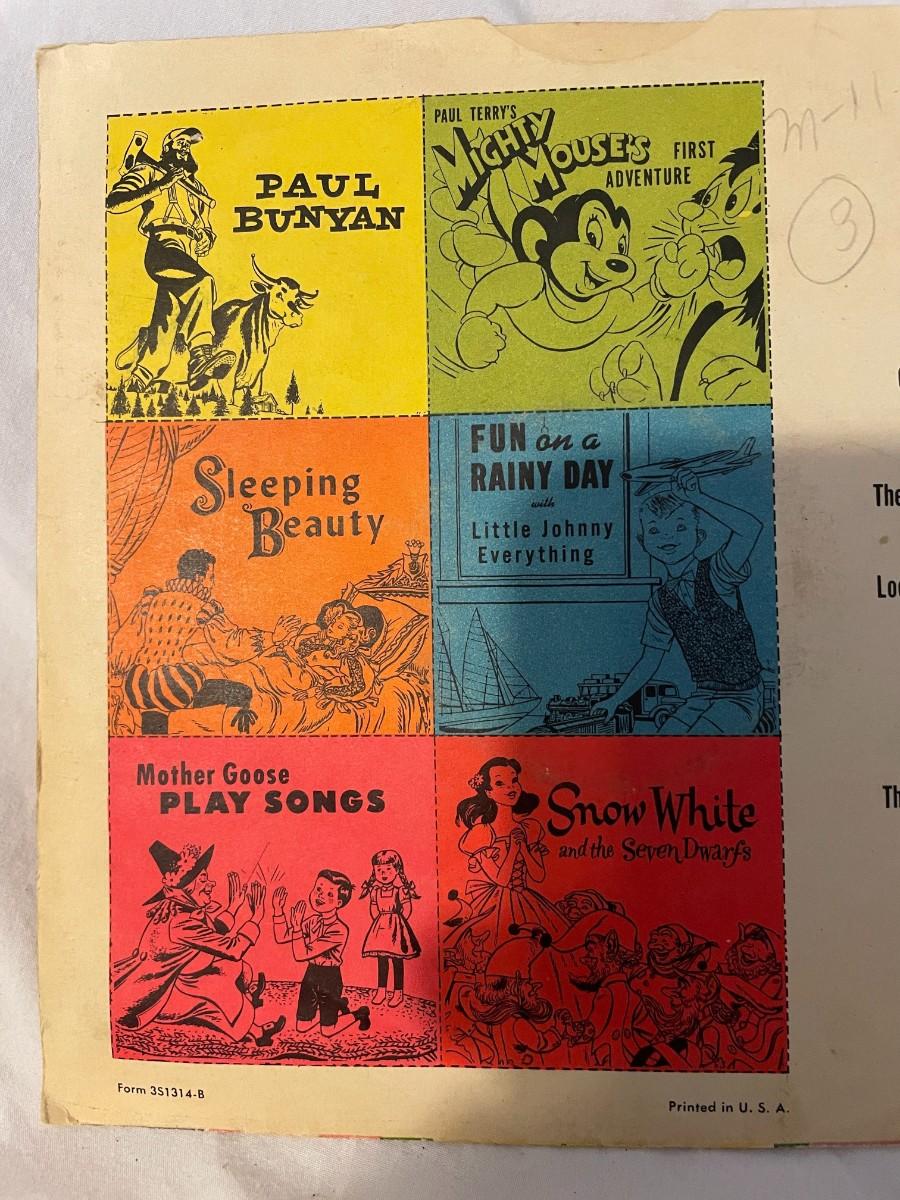 PAUL
BUNYAN
PAUL TERRY'S
MIGHTY
MOUSE'S FIRST
ADVENTURE
Sleeping
Beauty
FUN on a
RAINY DAY
with
Little Johnny
Everything
Mother Goose
PLAY SONGS
Snow White
and the Seven Dwarfs
Form 3S1314-B
Printed in U. S. A.
m-11
3
The
Loo
Th